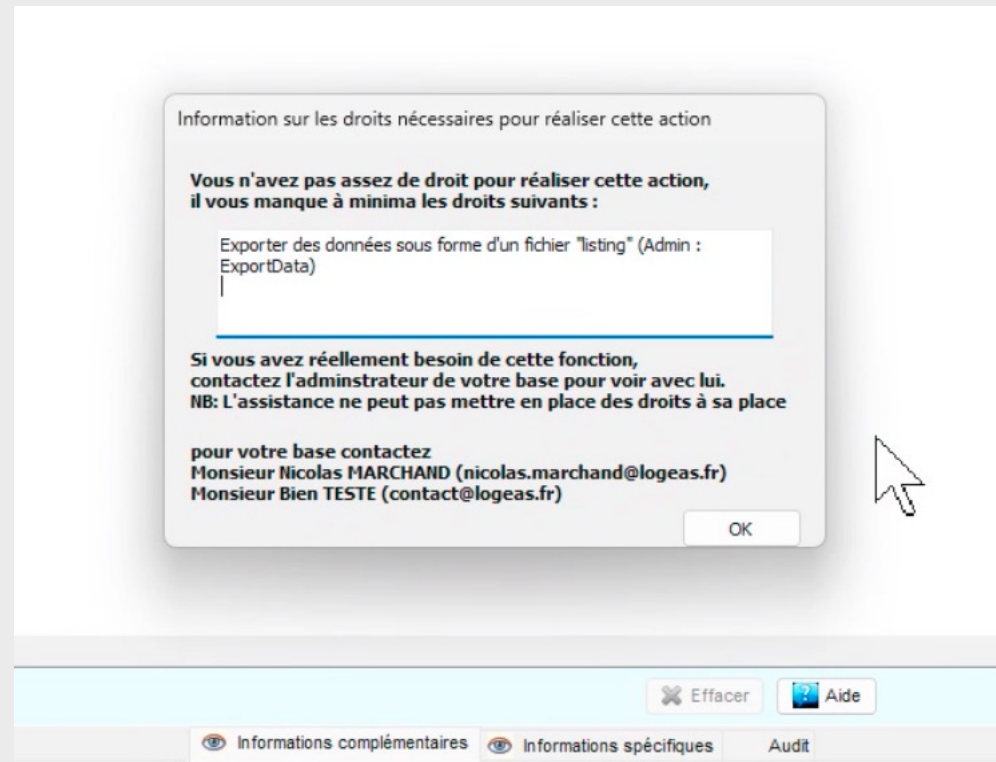 Information sur les droits nécessaires pour réaliser cette action
Vous n'avez pas assez de droit pour réaliser cette action,
il vous manque à minima les droits suivants :
Exporter des données sous forme d'un fichier "listing" (Admin :
ExportData)
Si vous avez réellement besoin de cette fonction,
contactez l'adminstrateur de votre base pour voir avec lui.
NB: L'assistance ne peut pas mettre en place des droits à sa place
pour votre base contactez
Monsieur Nicolas MARCHAND (nicolas.marchand@logeas.fr)
Monsieur Bien TESTE (contact@logeas.fr)
OK
Effacer Aide
Informations complémentaires Informations spécifiques Audit